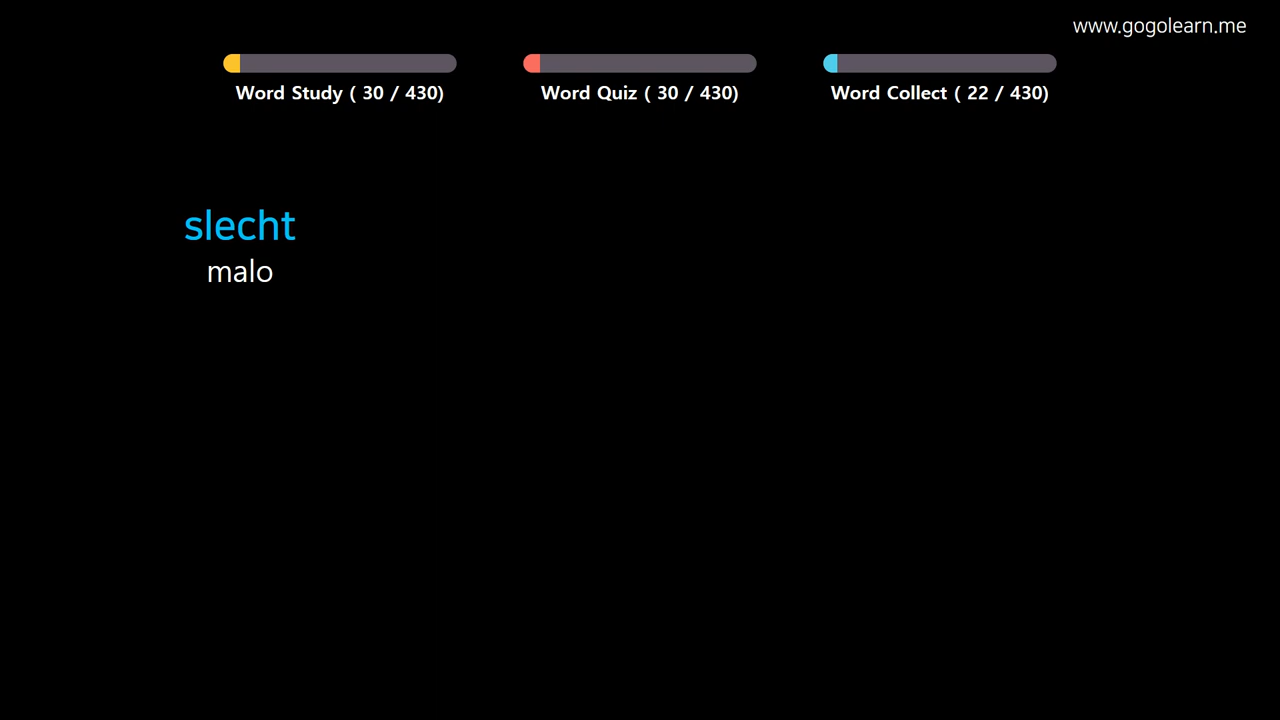 www.gogolearn.me
Word Study ( 30 / 430)
Word Quiz ( 30 / 430)
Word Collect ( 22 / 430)
slecht
malo